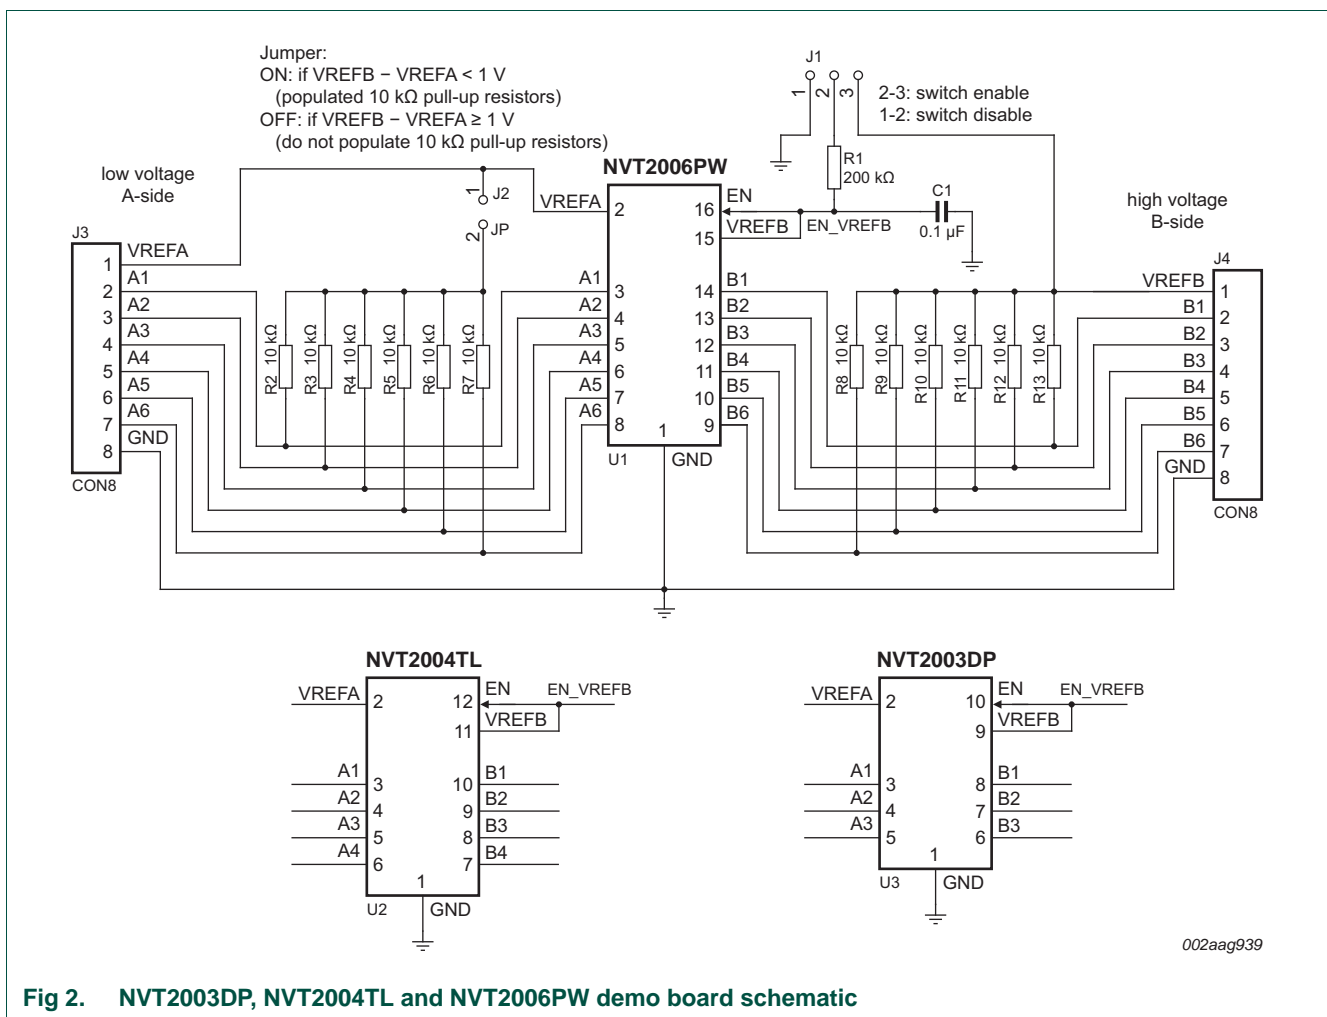 Jumper:
ON: if VREFB − VREFA < 1 V
(populated 10 kΩ pull-up resistors)
OFF: if VREFB − VREFA ≥ 1 V
(do not populate 10 kΩ pull-up resistors)
J1
1
2
3
2-3: switch enable
1-2: switch disable
R1
200 kΩ
low voltage
A-side
high voltage
B-side
NVT2006PW
VREFA
2
1
J2
JP
2
16
EN
15
VREFB
EN_VREFB
C1
0.1 μF
J3
1
VREFA
2
A1
3
A2
4
A3
5
A4
6
A5
7
A6
8
GND
CON8
R2 10 kΩ
R3 10 kΩ
R4 10 kΩ
R5 10 kΩ
R6 10 kΩ
R7 10 kΩ
A1
3
A2
4
A3
5
A4
6
A5
7
A6
8
U1
1
GND
14
B1
13
B2
12
B3
11
B4
10
B5
9
B6
R8 10 kΩ
R9 10 kΩ
R10 10 kΩ
R11 10 kΩ
R12 10 kΩ
R13 10 kΩ
J4
VREFB
1
B1
2
B2
3
B3
4
B4
5
B5
6
B6
7
GND
8
CON8
NVT2004TL
VREFA
2
12
EN
EN_VREFB
11
VREFB
A1
3
A2
4
A3
5
A4
6
10
B1
9
B2
8
B3
7
B4
1
U2
GND
NVT2003DP
VREFA
2
10
EN
EN_VREFB
9
VREFB
A1
3
A2
4
A3
5
8
B1
7
B2
6
B3
1
U3
GND
002aag939
Fig 2. NVT2003DP, NVT2004TL and NVT2006PW demo board schematic